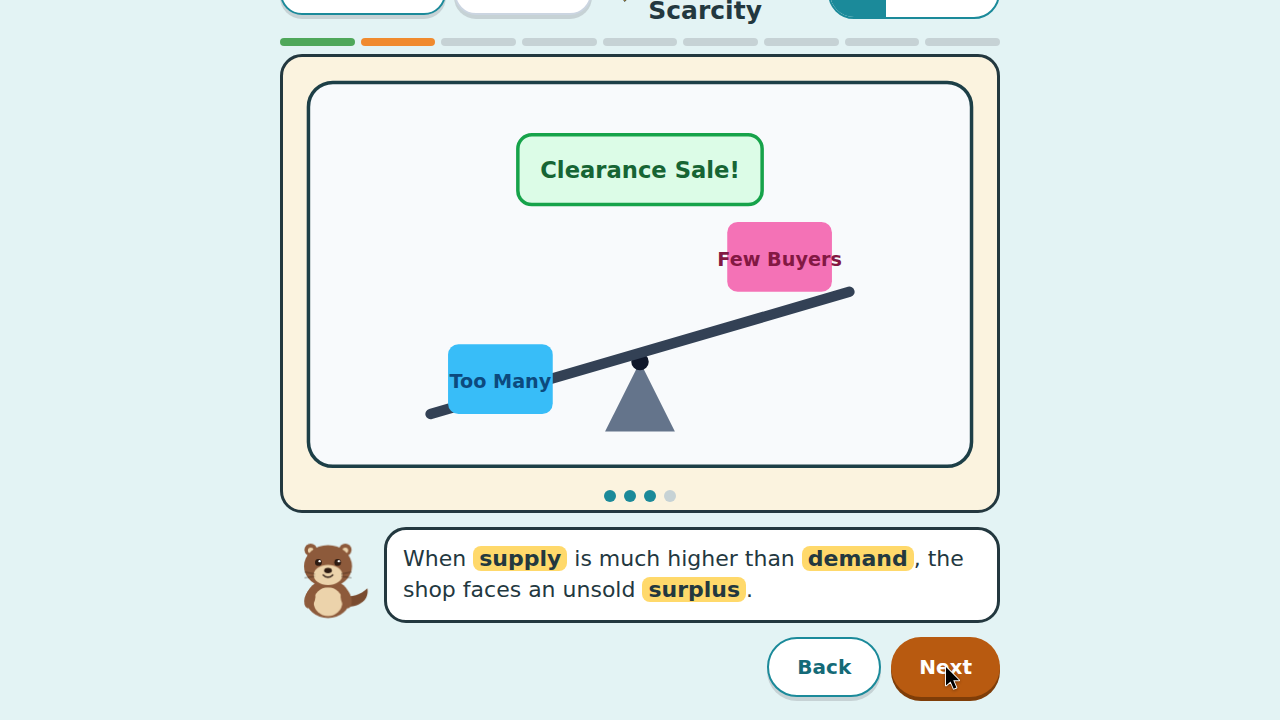 Scarcity
Clearance Sale!
Few Buyers
Too Many
When supply is much higher than demand, the
shop faces an unsold surplus.
Back
Next